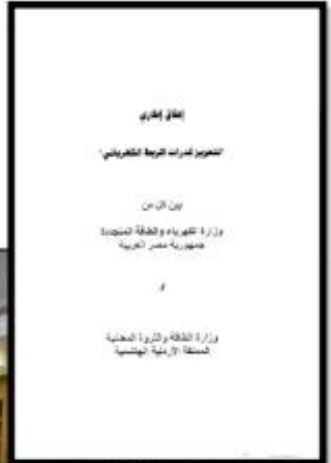 إتفاق إطاري
"لتعزيز قدرات الربط الكهربائي"
بين كل من
وزارة الكهرباء والطاقة المتجددة
جمهورية مصر العربية
و
وزارة الطاقة والثروة المعدنية
المملكة الأردنية الهاشمية